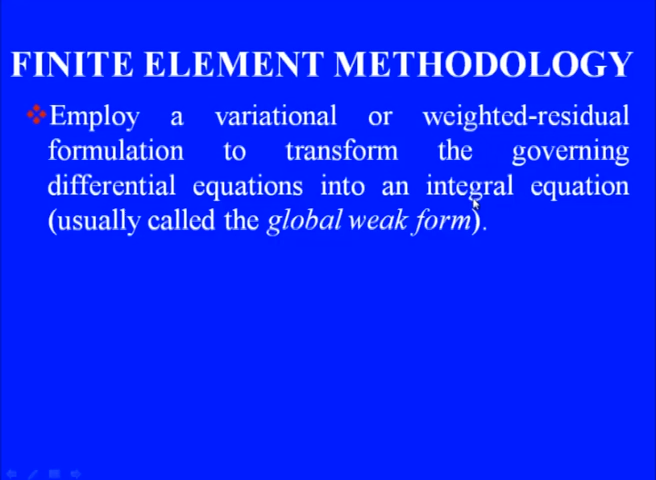 FINITE ELEMENT METHODOLOGY
Employ a variational or weighted-residual
formulation to transform the governing
differential equations into an integral equation
(usually called the global weak form).